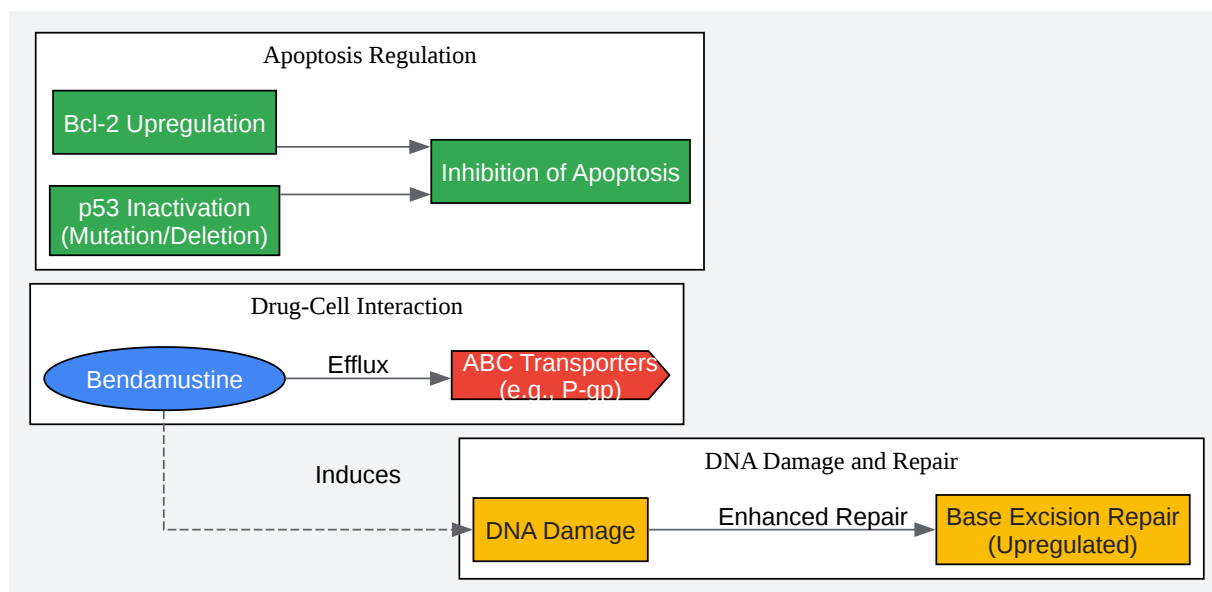 Apoptosis Regulation
Bcl-2 Upregulation
Inhibition of Apoptosis
p53 Inactivation
(Mutation/Deletion)
Drug-Cell Interaction
Bendamustine
Efflux
ABC Transporters
(e.g., P-gp)
Induces
DNA Damage and Repair
DNA Damage
Enhanced Repair
Base Excision Repair
(Upregulated)